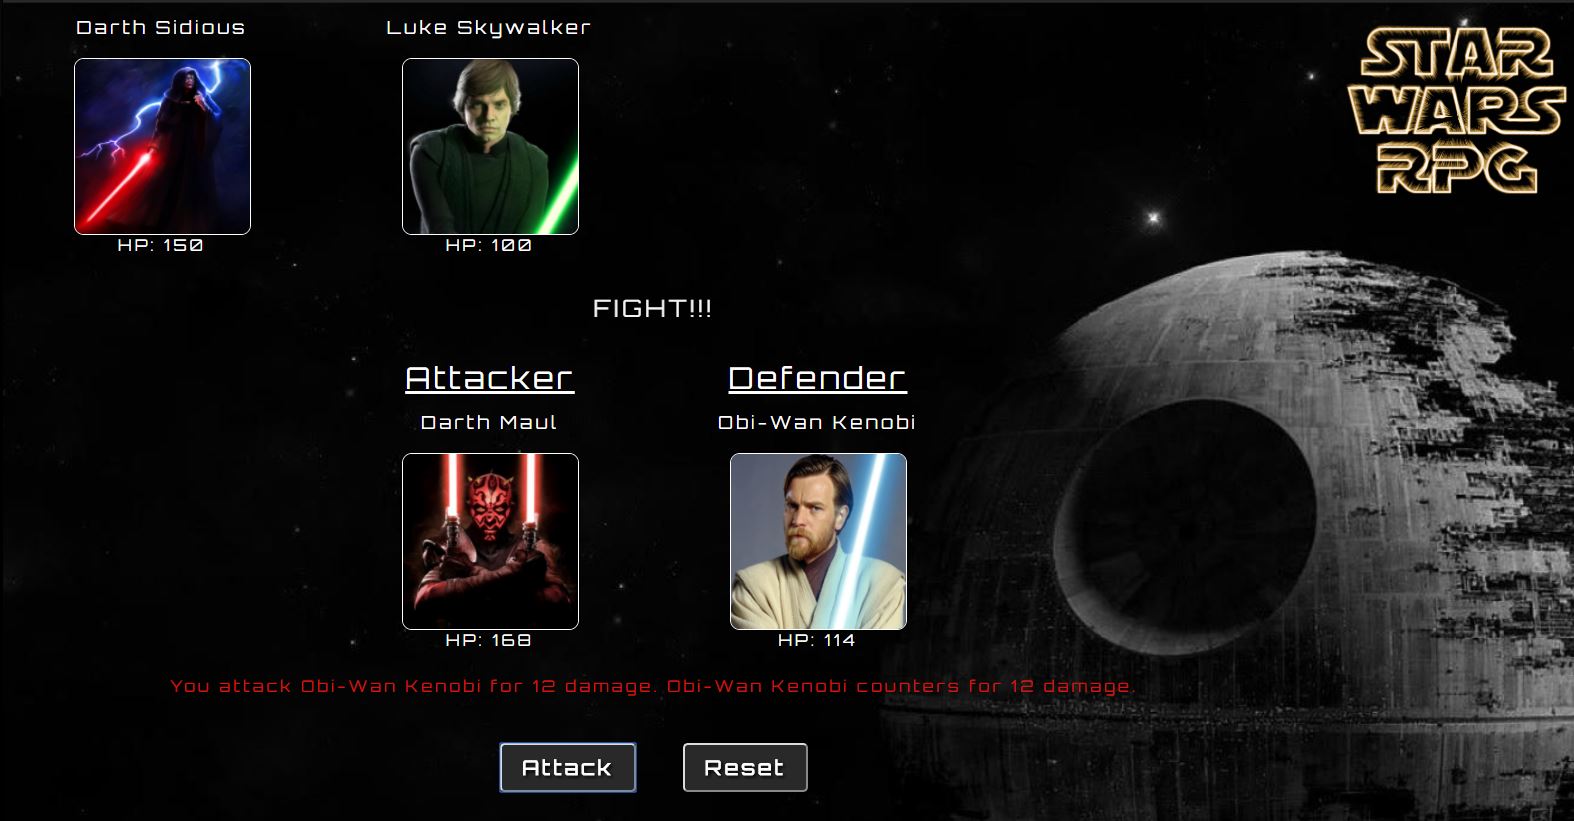 Darth Sidious
Luke Skywalker
STAR
WARS
RPG
HP: 150
HP: 100
FIGHT!!!
Attacker
Defender
Darth Maul
Obi-Wan Kenobi
HP: 168
HP: 114
You attack Obi-Wan Kenobi for 12 damage. Obi-Wan Kenobi counters for 12 damage.
Attack
Reset